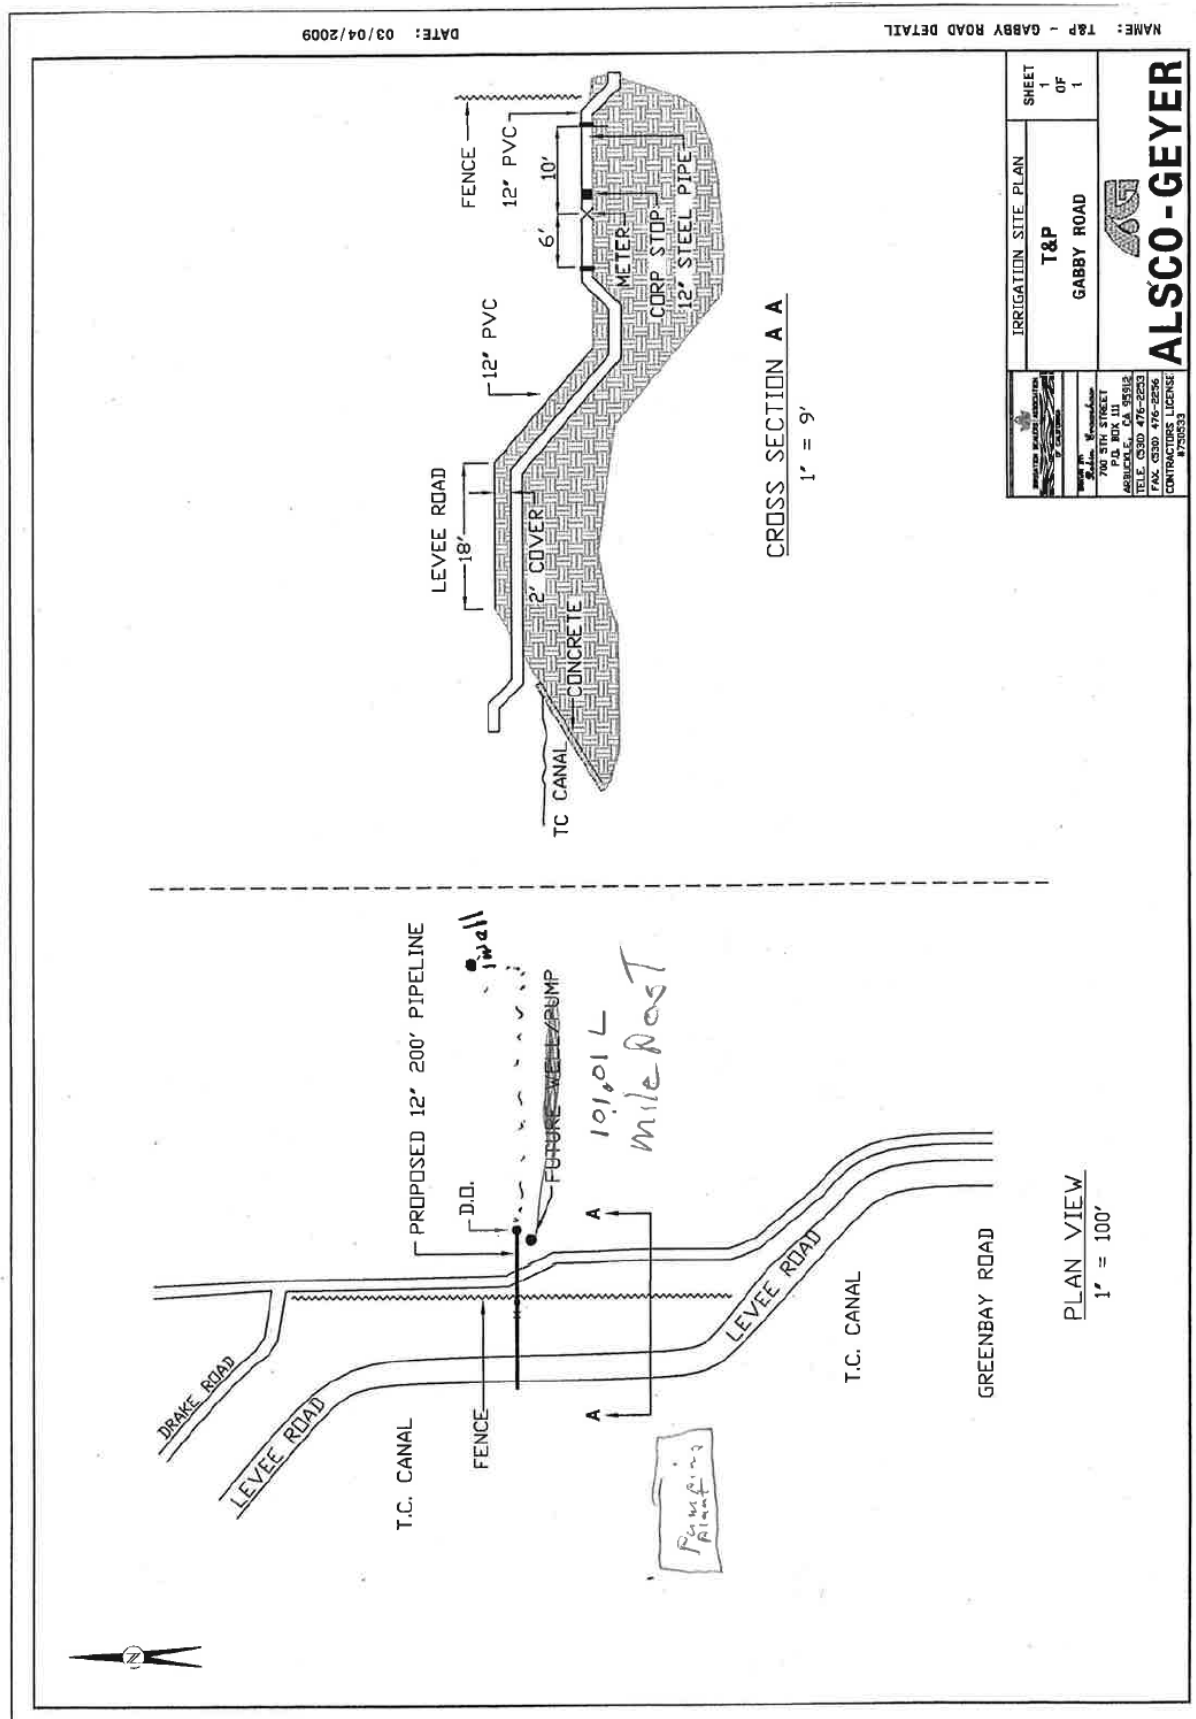 NAME: T&P - GABBY ROAD DETAIL
DATE: 03/04/2009
DRAKE ROAD
LEVEE ROAD
T.C. CANAL
FENCE
PROPOSED 12" 200' PIPELINE
D.O.
well
FUTURE WELL/PUMP
101.01 L
mile Post
A
A
Pumping
Plant
LEVEE ROAD
T.C. CANAL
GREENBAY ROAD
PLAN VIEW
1" = 100'
LEVEE ROAD
18'
12" PVC
FENCE
12" PVC
6'
10'
2' COVER
METER
CORP STOP
12" STEEL PIPE
TC CANAL
CONCRETE
CROSS SECTION A A
1" = 9'
IRRIGATION SITE PLAN
SHEET
1
OF
1
T&P
GABBY ROAD
700 5TH STREET
P.O. BOX 111
ARBUCKLE, CA 95912
TELE. (530) 476-2253
FAX. (530) 476-2256
CONTRACTORS LICENSE
#750533
ALSCO-GEYER